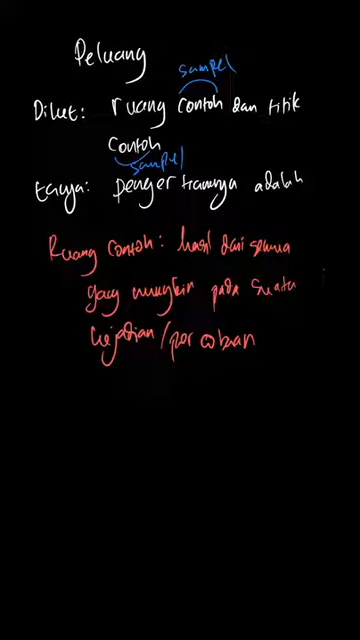 Peluang
sampel
Diket: ruang contoh dan titik
contoh
sampel
tanya: pengertiannya adalah
Ruang contoh: hasil dari semua
yang mungkin pada suatu
kejadian/percobaan